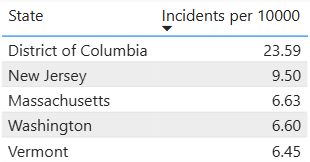 State Incidents per 10000
District of Columbia 23.59
New Jersey 9.50
Massachusetts 6.63
Washington 6.60
Vermont 6.45